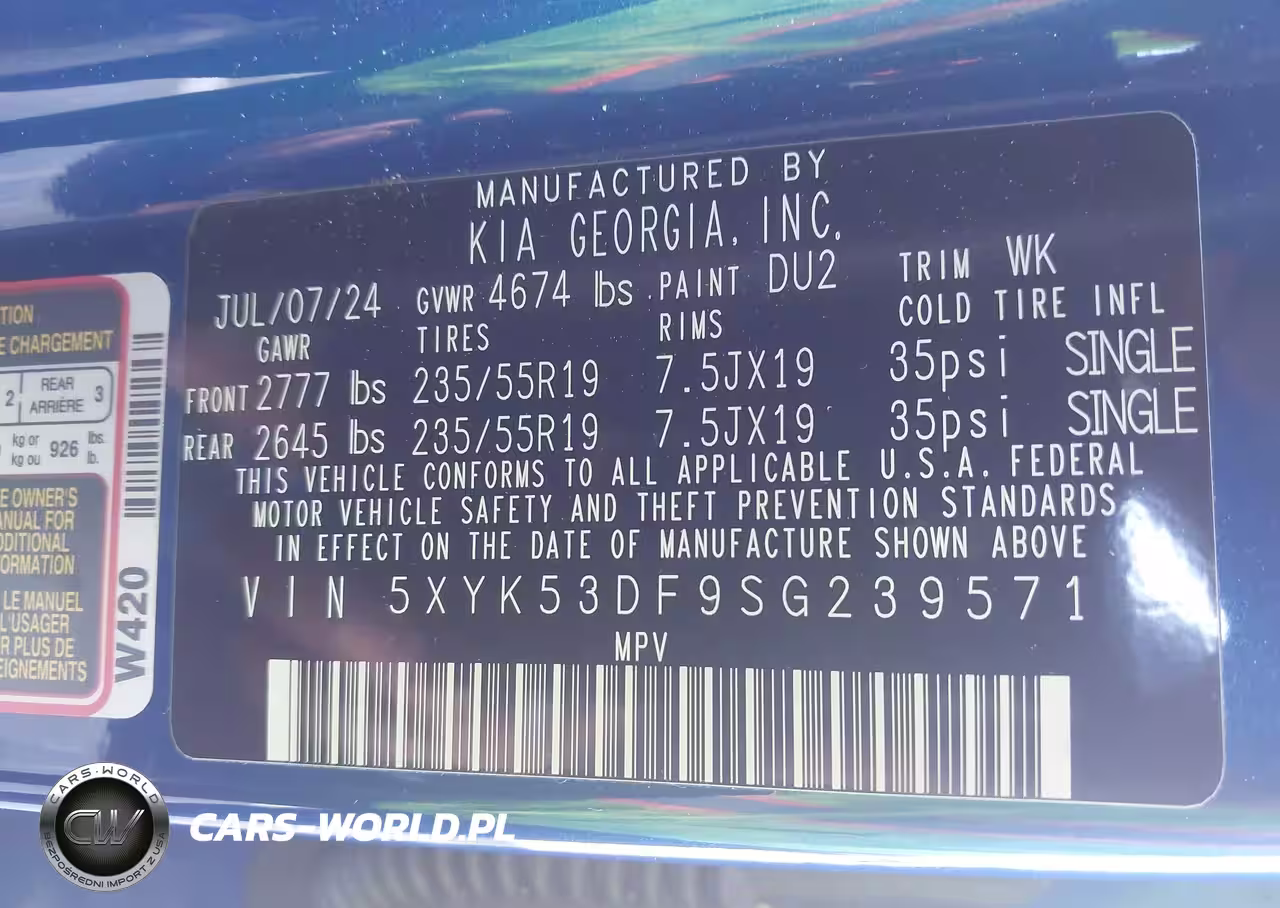 MANUFACTURED BY
KIA GEORGIA, INC.
JUL/07/24 GVWR 4674 lbs PAINT DU2 TRIM WK
GAWR TIRES RIMS COLD TIRE INFL
FRONT 2777 lbs 235/55R19 7.5JX19 35psi SINGLE
REAR 2645 lbs 235/55R19 7.5JX19 35psi SINGLE
THIS VEHICLE CONFORMS TO ALL APPLICABLE U.S.A. FEDERAL
MOTOR VEHICLE SAFETY AND THEFT PREVENTION STANDARDS
IN EFFECT ON THE DATE OF MANUFACTURE SHOWN ABOVE
VIN 5XYK53DF9SG239571
MPV
TION
E CHARGEMENT
2 REAR ARRIÈRE 3
kg or 926 lbs.
kg ou lb.
E OWNER'S
ANUAL FOR
DDITIONAL
ORMATION
LE MANUEL
L'USAGER
R PLUS DE
EIGNEMENTS
W420
CARS-WORLD
CW
BEZPOŚREDNI IMPORT Z USA
CARS-WORLD.PL